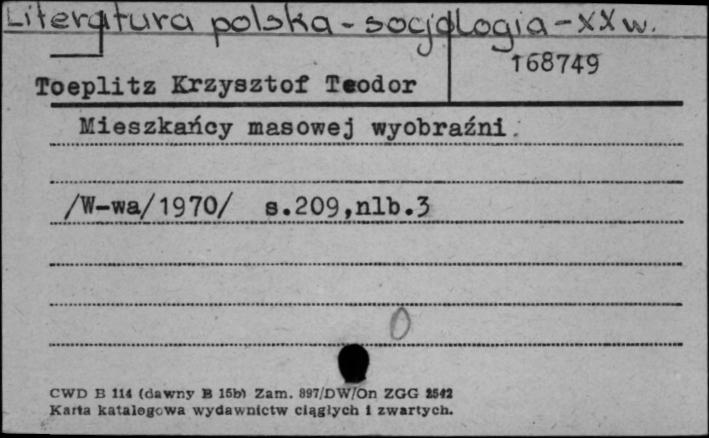 Literatura polska - socjologia - XX w.
168749
Toeplitz Krzysztof Teodor
Mieszkańcy masowej wyobraźni.
/W-wa/1970/ s.209,nlb.3
0
CWD B 114 (dawny B 15b) Zam. 897/DW/On ZGG 2542
Karta katalogowa wydawnictw ciągłych i zwartych.